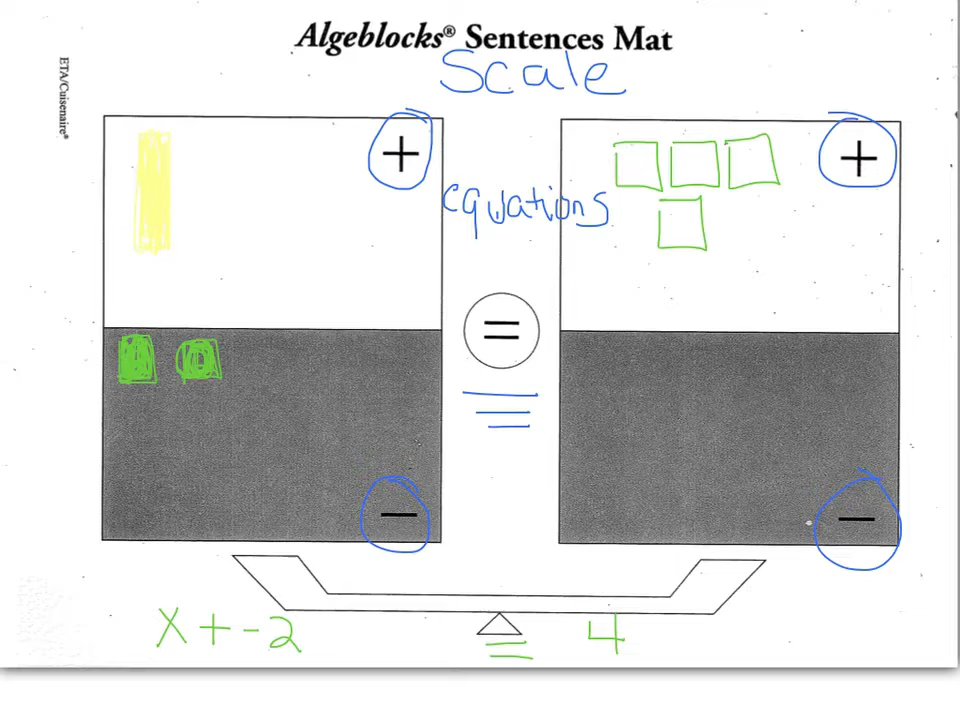 Algeblocks® Sentences Mat
Scale
ETA/Cuisenaire®
+ +
equations
=
− −
x + -2 = 4